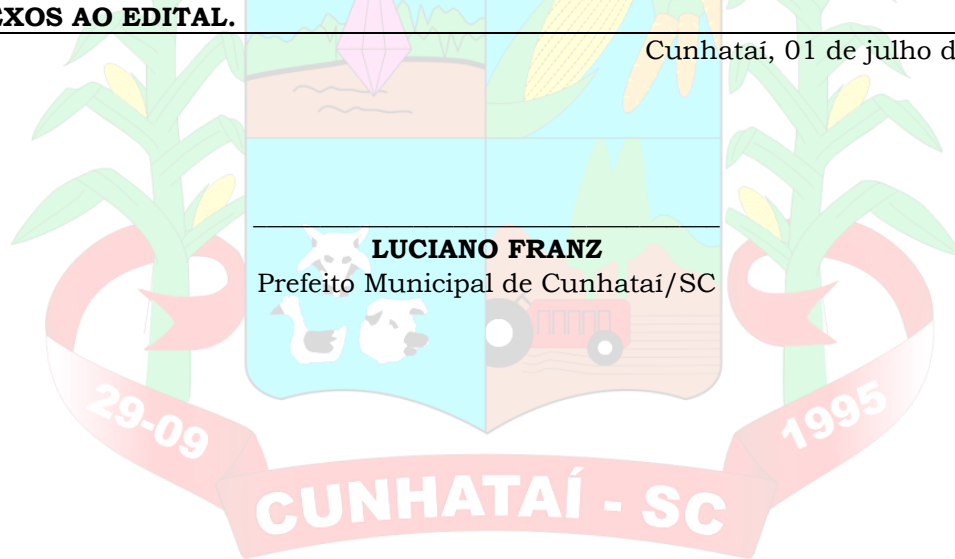 EXOS AO EDITAL.
Cunhataí, 01 de julho d
LUCIANO FRANZ
Prefeito Municipal de Cunhataí/SC
29-09
1995
CUNHATAÍ - SC